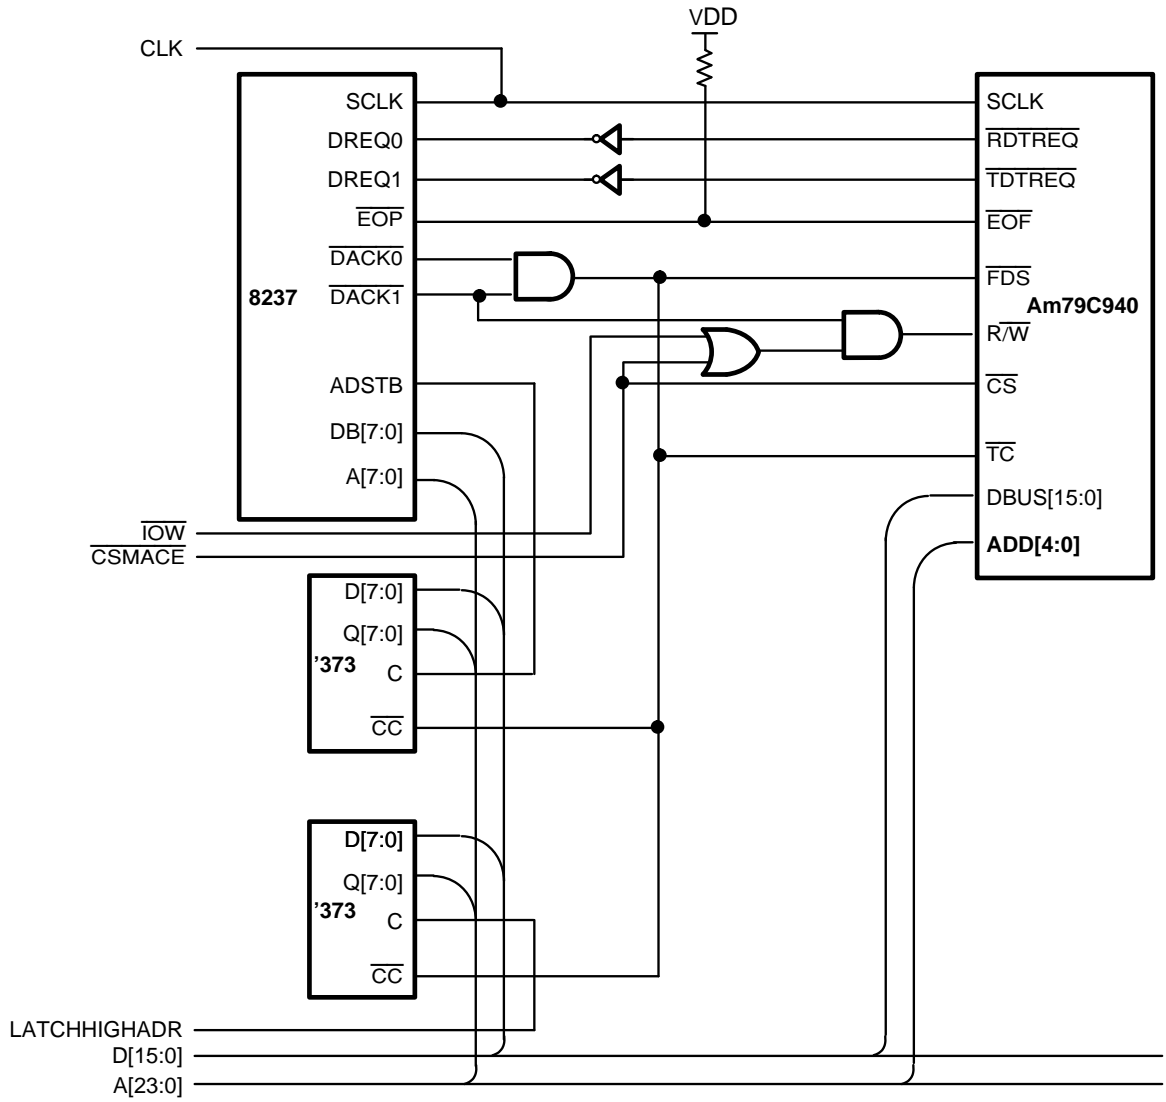 VDD
CLK
SCLK
DREQ0
DREQ1
EOP
DACK0
DACK1
8237
ADSTB
DB[7:0]
A[7:0]
SCLK
RDTREQ
TDTREQ
EOF
FDS
Am79C940
R/W
CS
TC
DBUS[15:0]
ADD[4:0]
IOW
CSMACE
D[7:0]
Q[7:0]
’373
C
CC
D[7:0]
Q[7:0]
’373
C
CC
LATCHHIGHADR
D[15:0]
A[23:0]